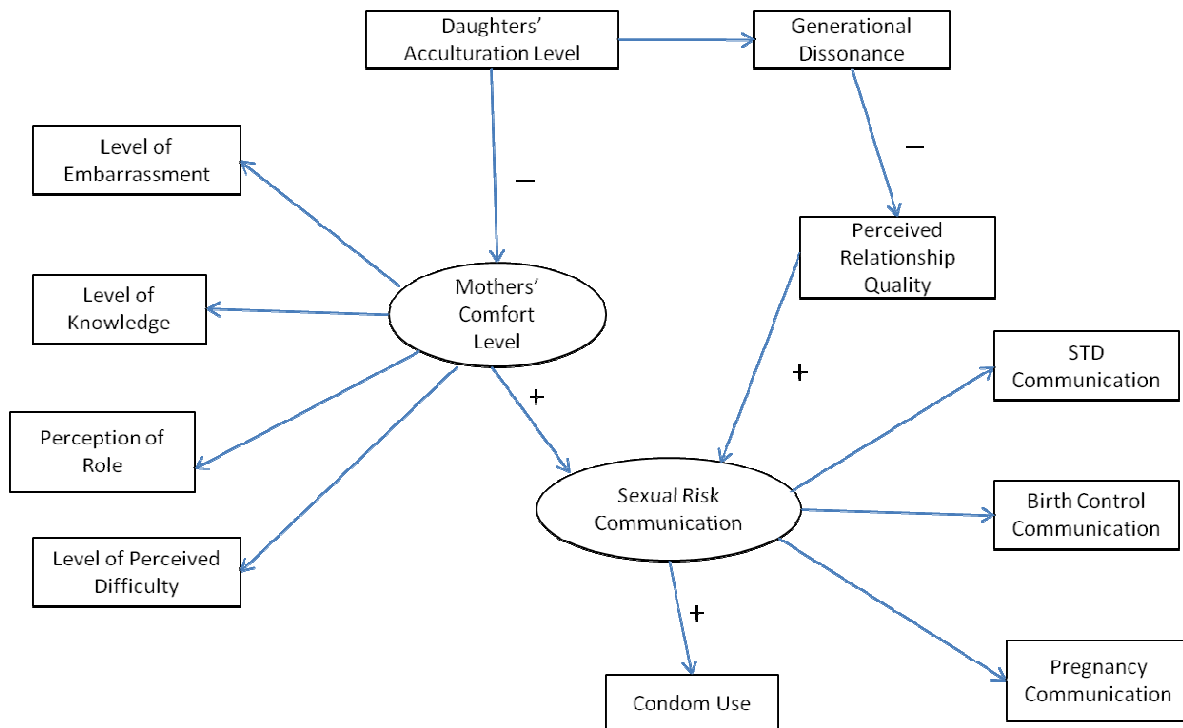 Daughters'
Acculturation Level
Generational
Dissonance
Level of
Embarrassment
—
—
Perceived
Relationship
Quality
Level of
Knowledge
Mothers'
Comfort
Level
STD
Communication
+
+
Perception of
Role
Sexual Risk
Communication
Birth Control
Communication
Level of Perceived
Difficulty
+
Pregnancy
Communication
Condom Use